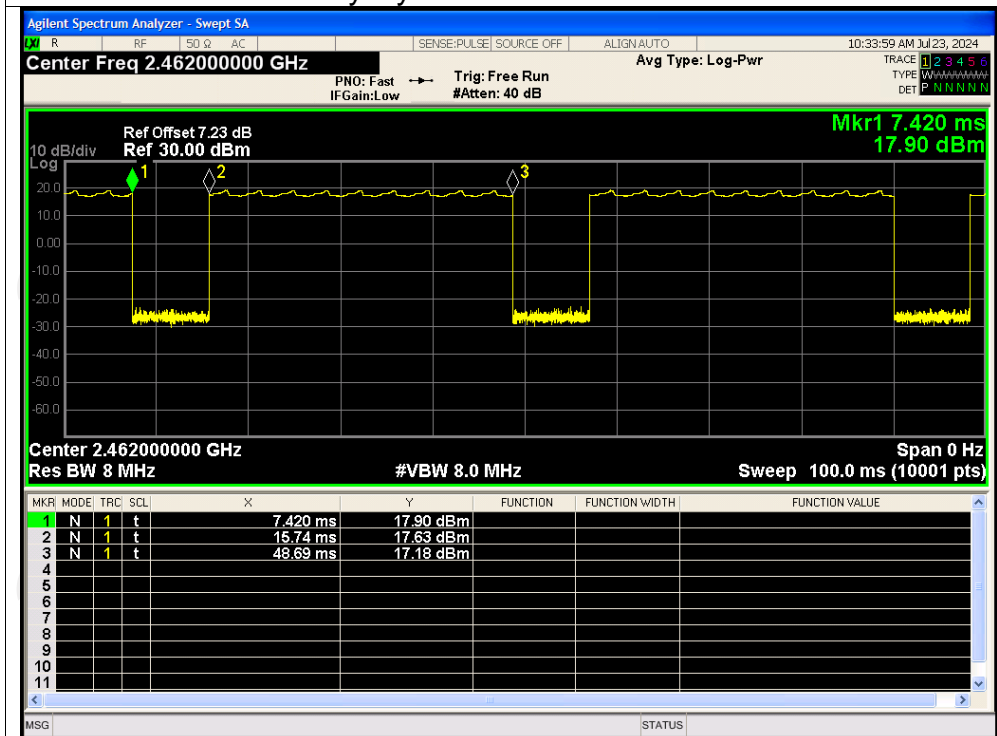 Agilent Spectrum Analyzer - Swept SA
LXI R RF 50 Ω AC SENSE:PULSE SOURCE OFF ALIGN AUTO 10:33:59 AM Jul 23, 2024
Center Freq 2.462000000 GHz
PNO: Fast
IFGain:Low
Trig: Free Run
#Atten: 40 dB
Avg Type: Log-Pwr
TRACE 1 2 3 4 5 6
TYPE W
DET P N N N N N
Mkr1 7.420 ms
17.90 dBm
Ref Offset 7.23 dB
10 dB/div Ref 30.00 dBm
Log
1 2 3
20.0
10.0
0.00
-10.0
-20.0
-30.0
-40.0
-50.0
-60.0
Center 2.462000000 GHz Span 0 Hz
Res BW 8 MHz #VBW 8.0 MHz Sweep 100.0 ms (10001 pts)
MKR MODE TRC SCL X Y FUNCTION FUNCTION WIDTH FUNCTION VALUE
1 N 1 t 7.420 ms 17.90 dBm
2 N 1 t 15.74 ms 17.63 dBm
3 N 1 t 48.69 ms 17.18 dBm
4
5
6
7
8
9
10
11
MSG STATUS